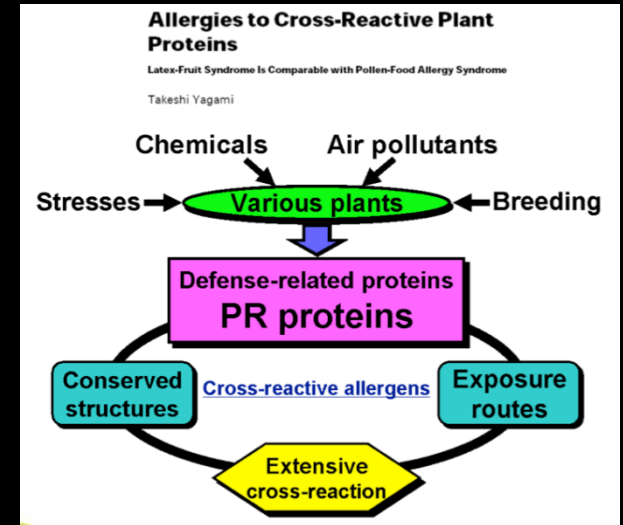 Allergies to Cross-Reactive Plant
Proteins
Latex-Fruit Syndrome Is Comparable with Pollen-Food Allergy Syndrome
Takeshi Yagami
Chemicals
Air pollutants
Stresses
Various plants
Breeding
Defense-related proteins
PR proteins
Conserved
structures
Cross-reactive allergens
Exposure
routes
Extensive
cross-reaction